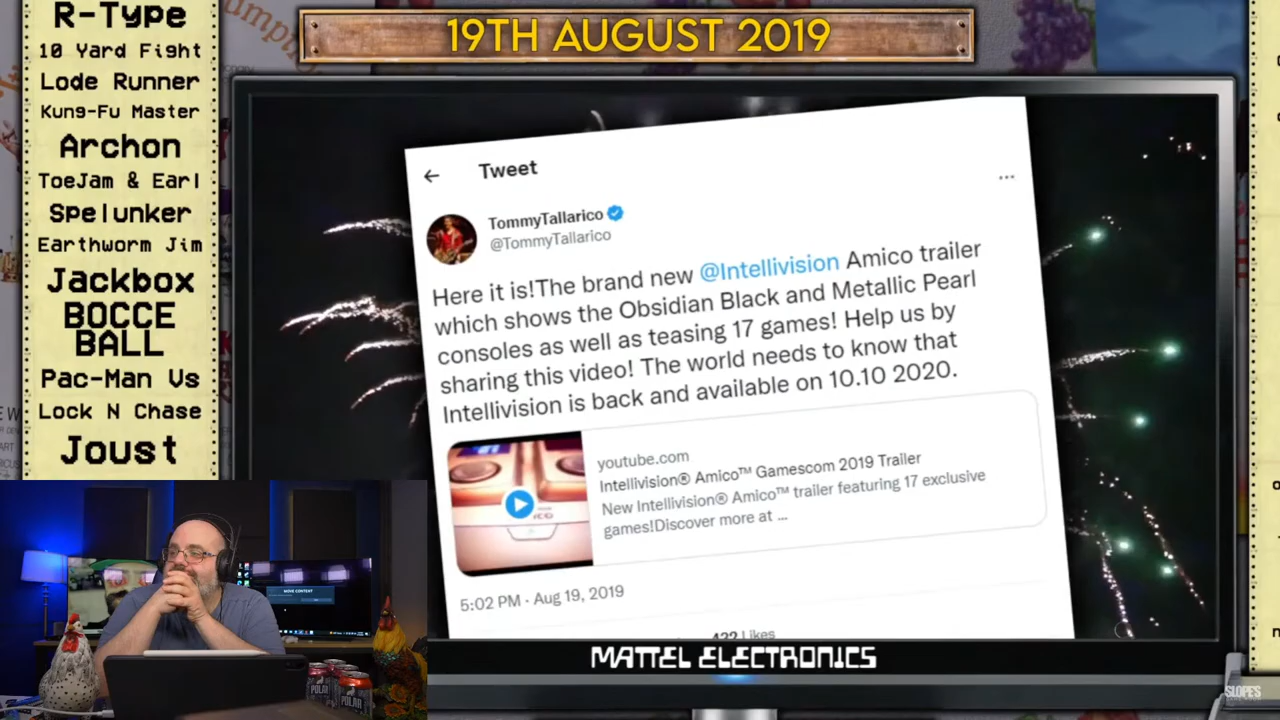 R-Type
10 Yard Fight
Lode Runner
Kung-Fu Master
Archon
ToeJam & Earl
Spelunker
Earthworm Jim
Jackbox
BOCCE
BALL
Pac-Man Vs
Lock N Chase
Joust
19TH AUGUST 2019
Tweet
TommyTallarico
@TommyTallarico
Here it is!The brand new @Intellivision Amico trailer
which shows the Obsidian Black and Metallic Pearl
consoles as well as teasing 17 games! Help us by
sharing this video! The world needs to know that
Intellivision is back and available on 10.10 2020.
youtube.com
Intellivision® Amico™ Gamescom 2019 Trailer
New Intellivision® Amico™ trailer featuring 17 exclusive
games!Discover more at ...
5:02 PM · Aug 19, 2019
422 Likes
MATTEL ELECTRONICS
POLAR
POLAR
SLOPE'S